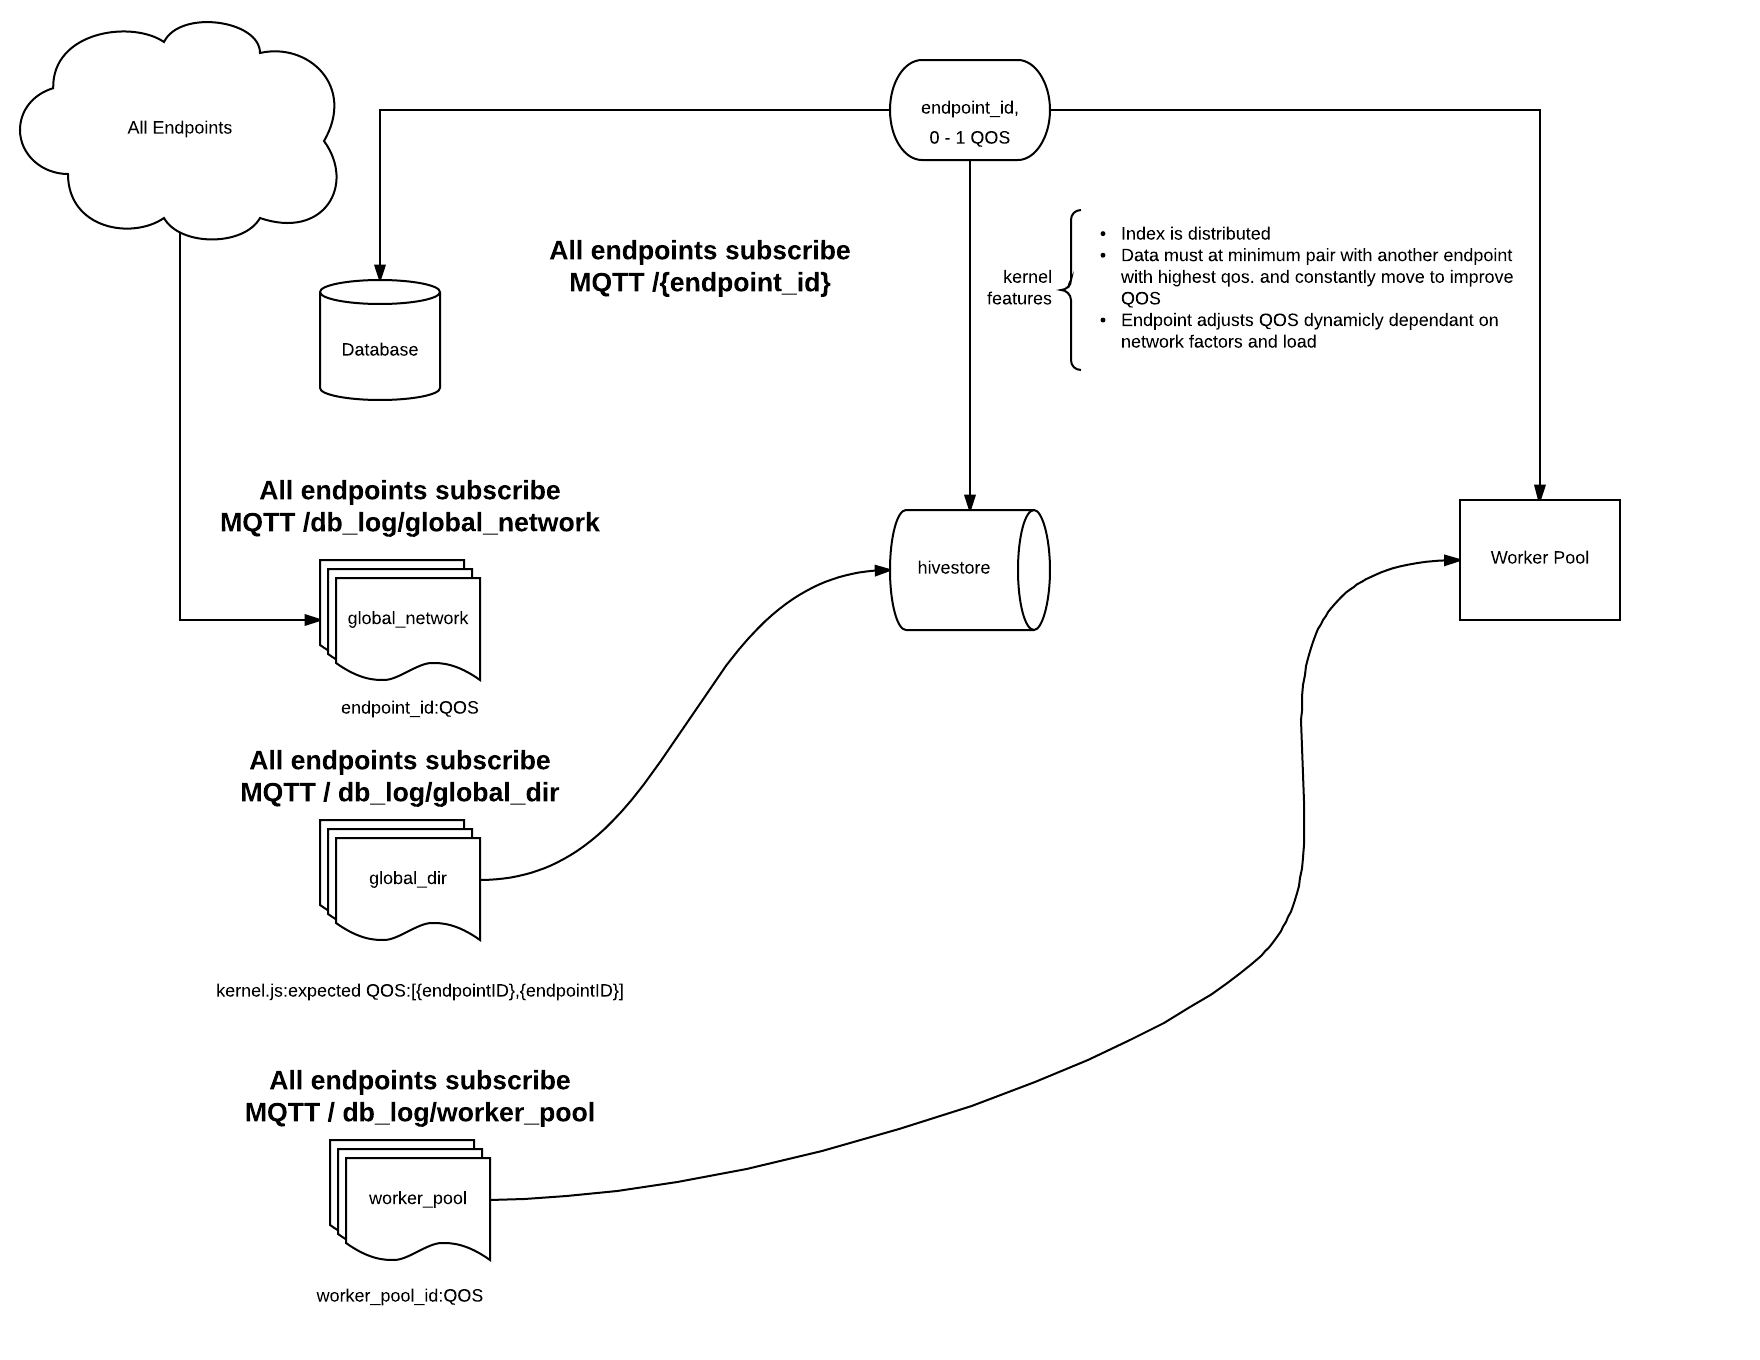 All Endpoints
endpoint_id,
0 - 1 QOS
All endpoints subscribe
MQTT /{endpoint_id}
kernel
features
• Index is distributed
• Data must at minimum pair with another endpoint
with highest qos. and constantly move to improve
QOS
• Endpoint adjusts QOS dynamicly dependant on
network factors and load
Database
All endpoints subscribe
MQTT /db_log/global_network
global_network
endpoint_id:QOS
hivestore
Worker Pool
All endpoints subscribe
MQTT / db_log/global_dir
global_dir
kernel.js:expected QOS:[{endpointID},{endpointID}]
All endpoints subscribe
MQTT / db_log/worker_pool
worker_pool
worker_pool_id:QOS